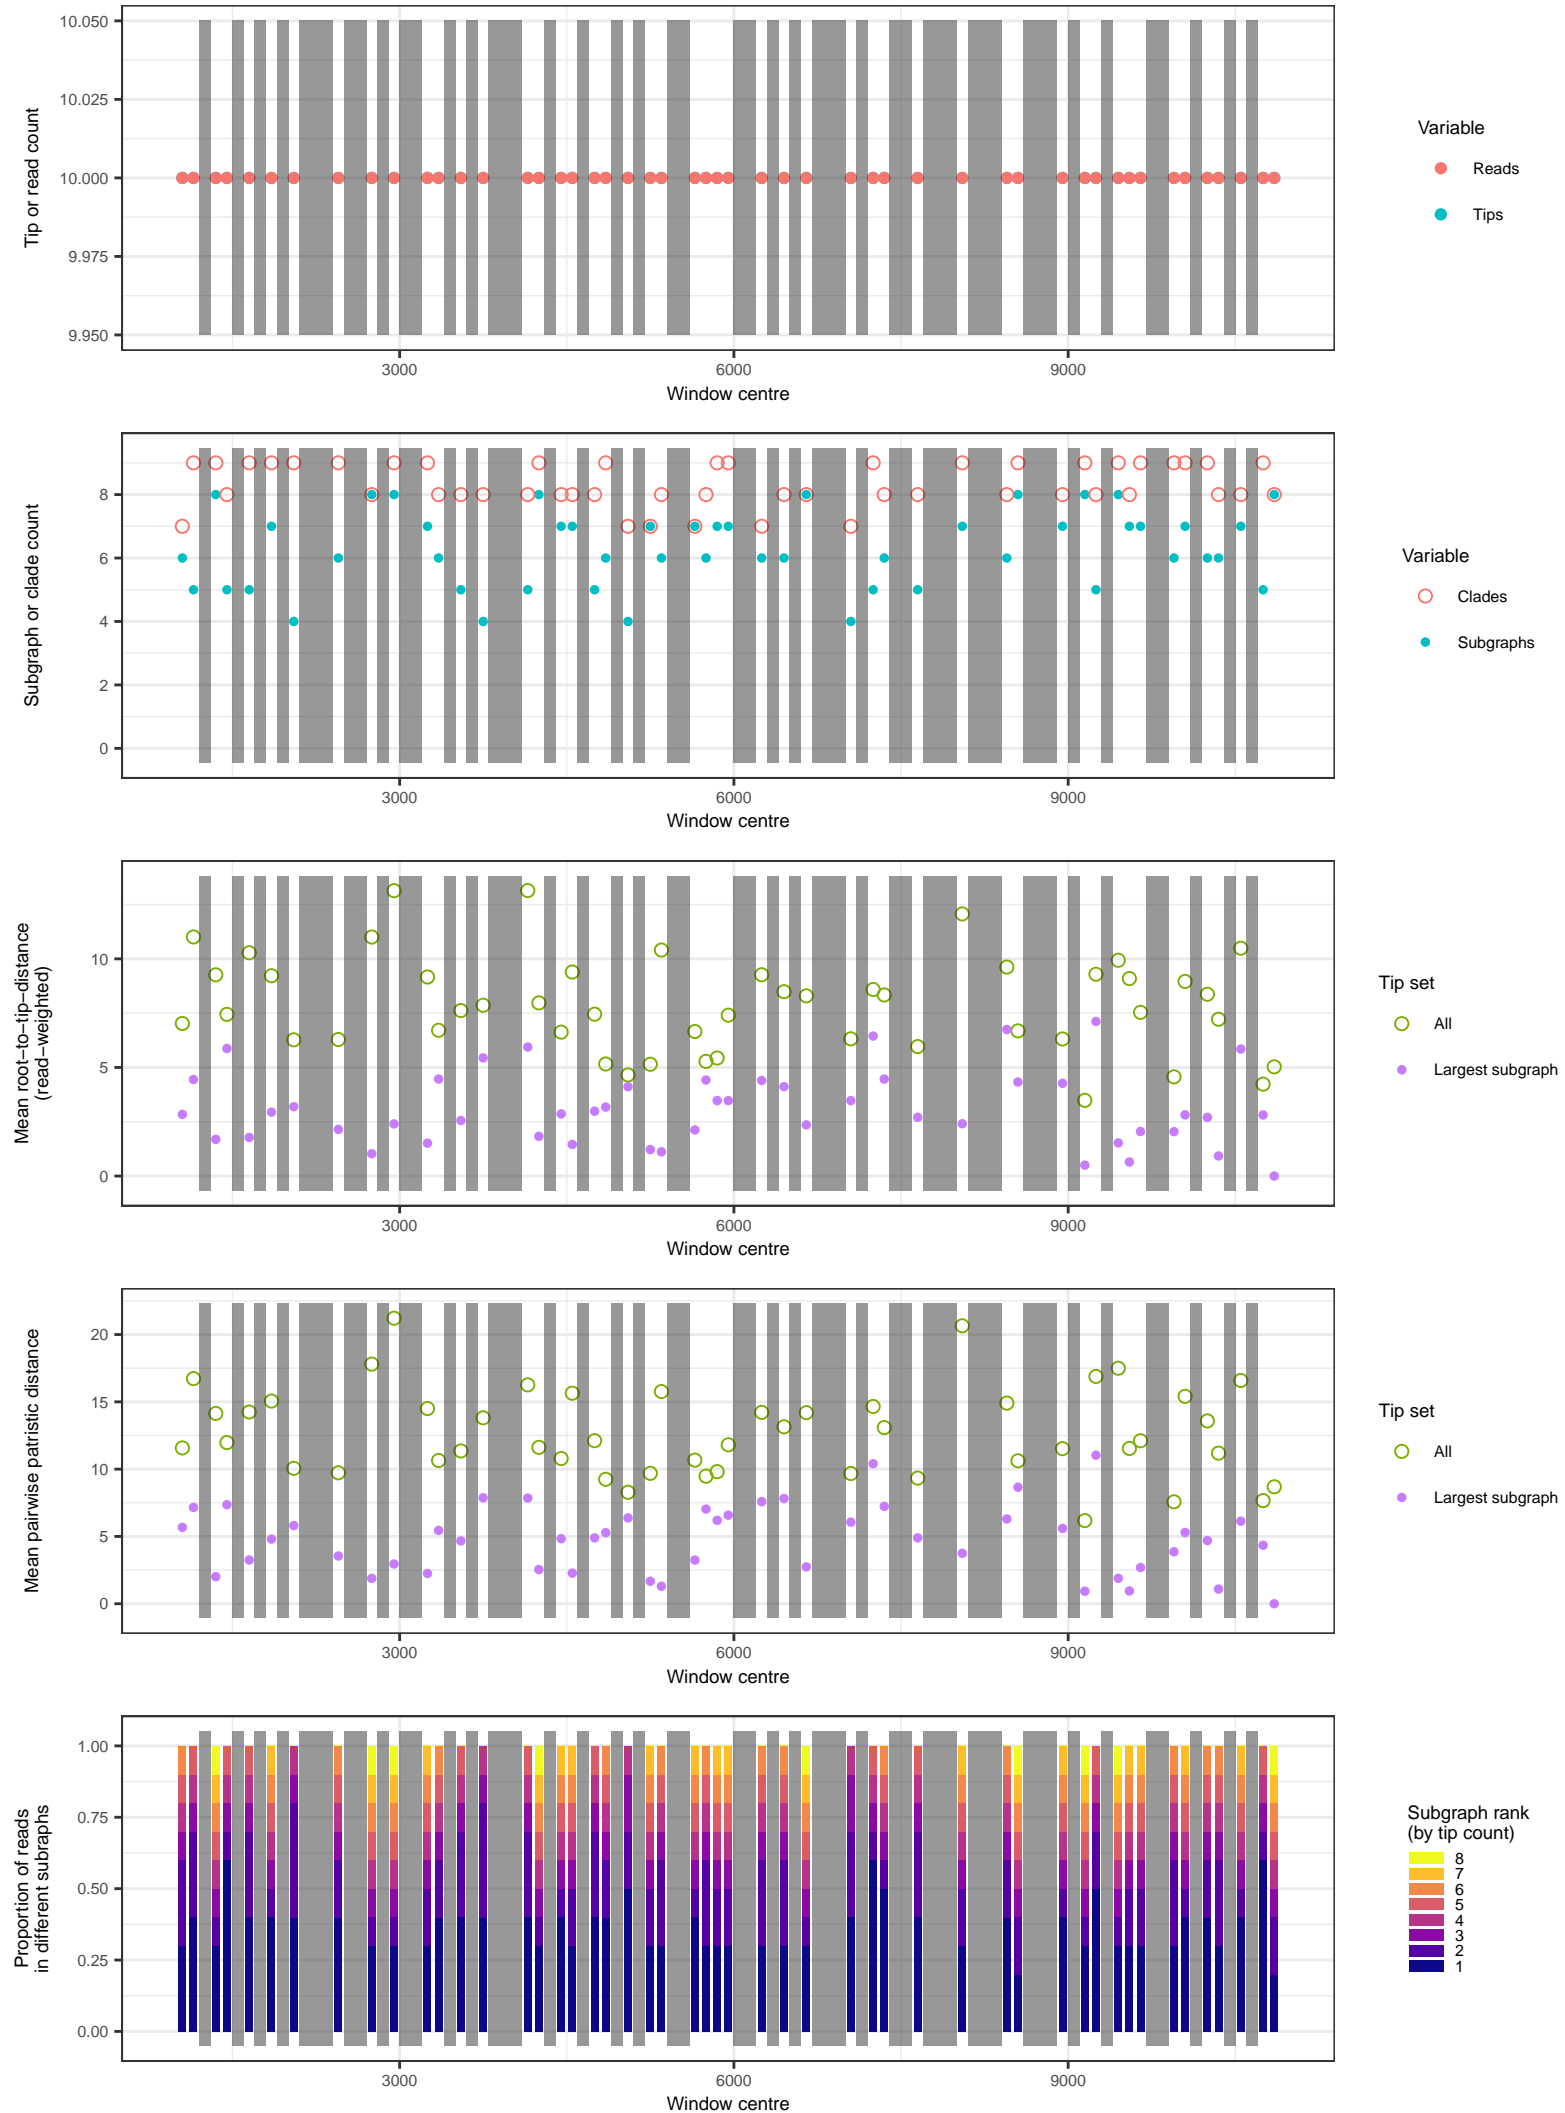 10.050
10.025
10.000
9.975
9.950
Tip or read count
3000 6000 9000
Window centre
Variable
Reads
Tips
8
6
4
2
0
Subgraph or clade count
3000 6000 9000
Window centre
Variable
Clades
Subgraphs
10
5
0
Mean root−to−tip−distance
(read−weighted)
3000 6000 9000
Window centre
Tip set
All
Largest subgraph
20
15
10
5
0
Mean pairwise patristic distance
3000 6000 9000
Window centre
Tip set
All
Largest subgraph
1.00
0.75
0.50
0.25
0.00
Proportion of reads
in different subraphs
3000 6000 9000
Window centre
Subgraph rank
(by tip count)
8
7
6
5
4
3
2
1